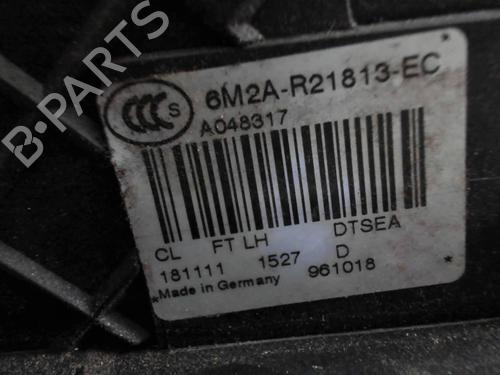 CCC S
6M2A-R21813-EC
A048317
CL FT LH DTSEA
181111 1527 D 961018
*Made in Germany *
B-PARTS